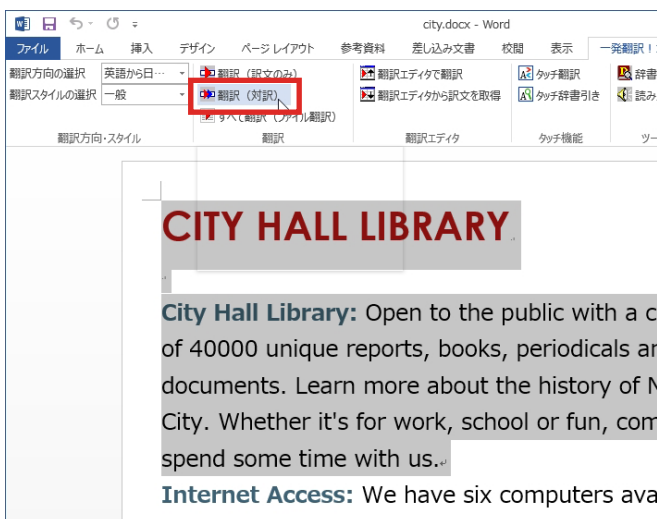 city.docx - Word
ファイル ホーム 挿入 デザイン ページ レイアウト 参考資料 差し込み文書 校閲 表示 一発翻訳!
翻訳方向の選択 英語から日… 翻訳 (訳文のみ) 翻訳エディタで翻訳 タッチ翻訳 辞書
翻訳スタイルの選択 一般 翻訳 (対訳) 翻訳エディタから訳文を取得 タッチ辞書引き 読み
すべて翻訳 (ファイル翻訳)
翻訳方向・スタイル 翻訳 翻訳エディタ タッチ機能 ツー
CITY HALL LIBRARY
City Hall Library: Open to the public with a c
of 40000 unique reports, books, periodicals ar
documents. Learn more about the history of N
City. Whether it's for work, school or fun, com
spend some time with us.
Internet Access: We have six computers ava